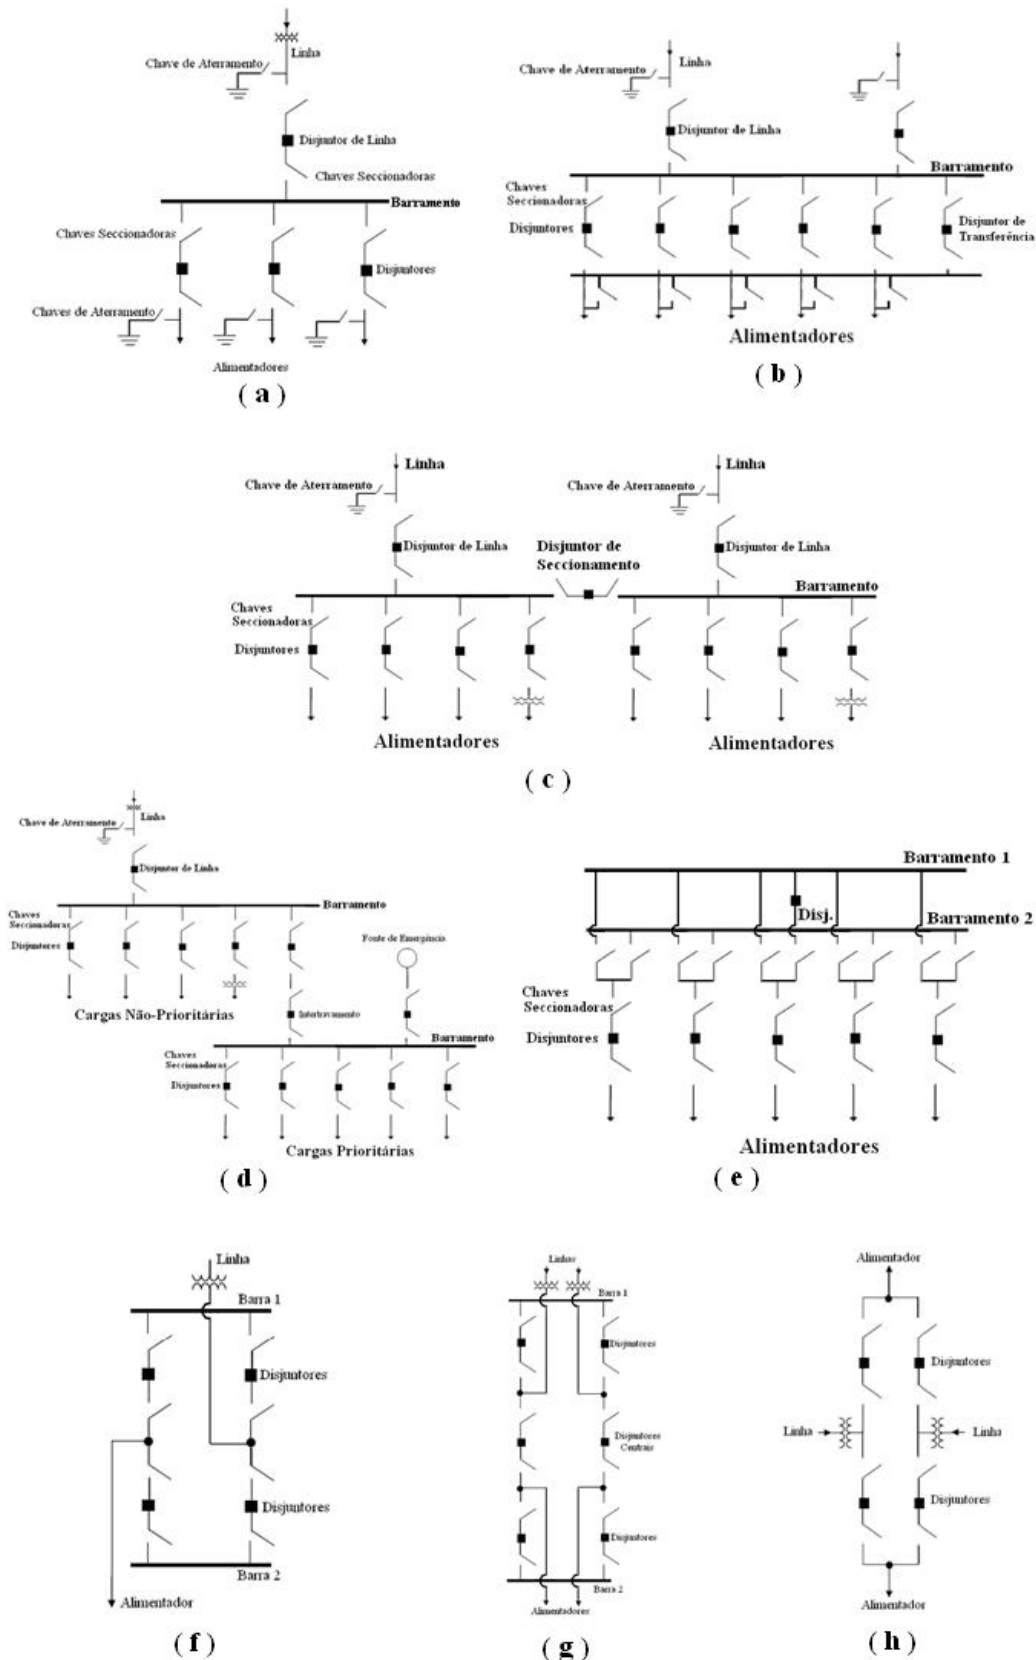 Linha
Chave de Aterramento
Disjuntor de Linha
Chaves Seccionadoras
Barramento
Chaves Seccionadoras
Disjuntores
Chaves de Aterramento
Alimentadores
( a )
Chave de Aterramento
Linha
Disjuntor de Linha
Barramento
Chaves
Seccionadoras
Disjuntores
Disjuntor de
Transferência
Alimentadores
( b )
Linha
Chave de Aterramento
Disjuntor de Linha
Disjuntor de
Seccionamento
Linha
Chave de Aterramento
Disjuntor de Linha
Barramento
Chaves
Seccionadoras
Disjuntores
Alimentadores
Alimentadores
( c )
Linha
Chave de Aterramento
Disjuntor de Linha
Barramento
Chaves
Seccionadoras
Disjuntores
Fonte de Emergência
Cargas Não-Prioritárias
Intertravamento
Barramento
Chaves
Seccionadoras
Disjuntores
Cargas Prioritárias
( d )
Barramento 1
Disj.
Barramento 2
Chaves
Seccionadoras
Disjuntores
Alimentadores
( e )
Linha
Barra 1
Disjuntores
Disjuntores
Barra 2
Alimentador
( f )
Linhas
Barra 1
Disjuntores
Disjuntores
Centrais
Disjuntores
Barra 2
Alimentadores
( g )
Alimentador
Disjuntores
Linha
Linha
Disjuntores
Alimentador
( h )